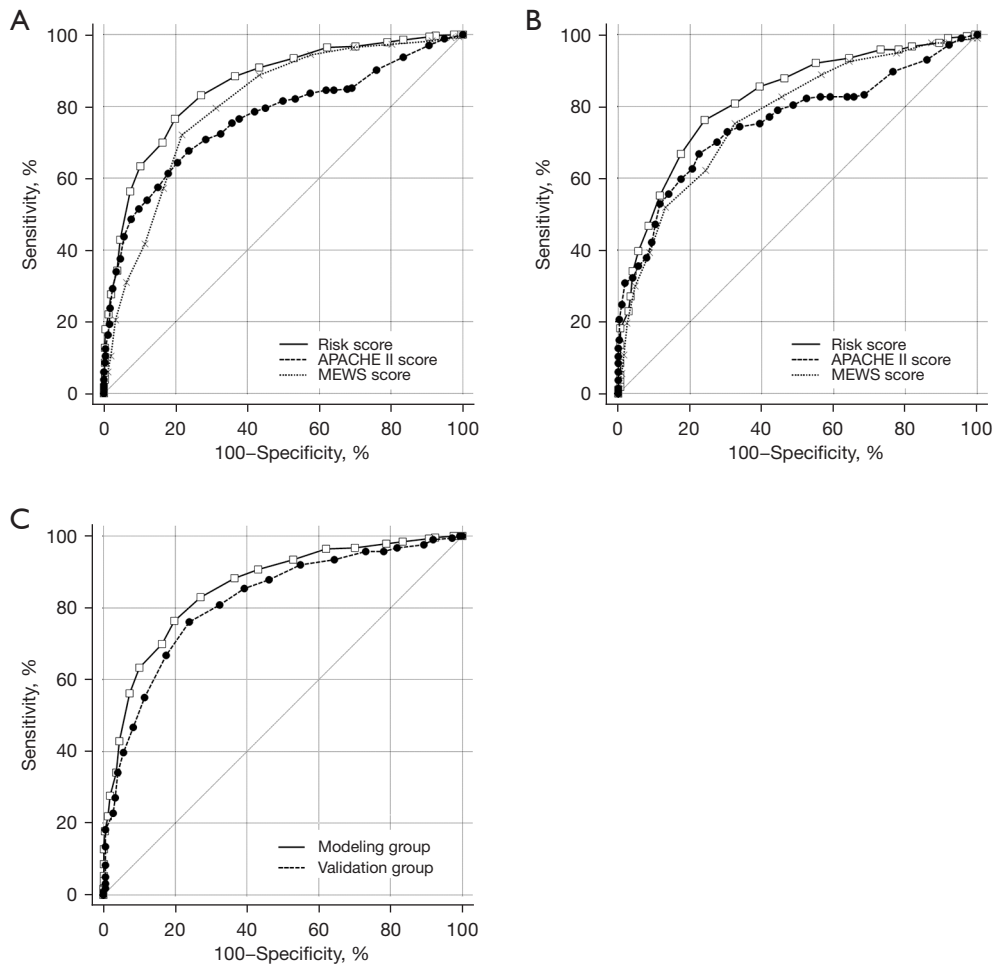 A
100
80
60
40
20
0
Sensitivity, %
Risk score
APACHE II score
MEWS score
0 20 40 60 80 100
100–Specificity, %
B
100
80
60
40
20
0
Sensitivity, %
Risk score
APACHE II score
MEWS score
0 20 40 60 80 100
100–Specificity, %
C
100
80
60
40
20
0
Sensitivity, %
Modeling group
Validation group
0 20 40 60 80 100
100–Specificity, %